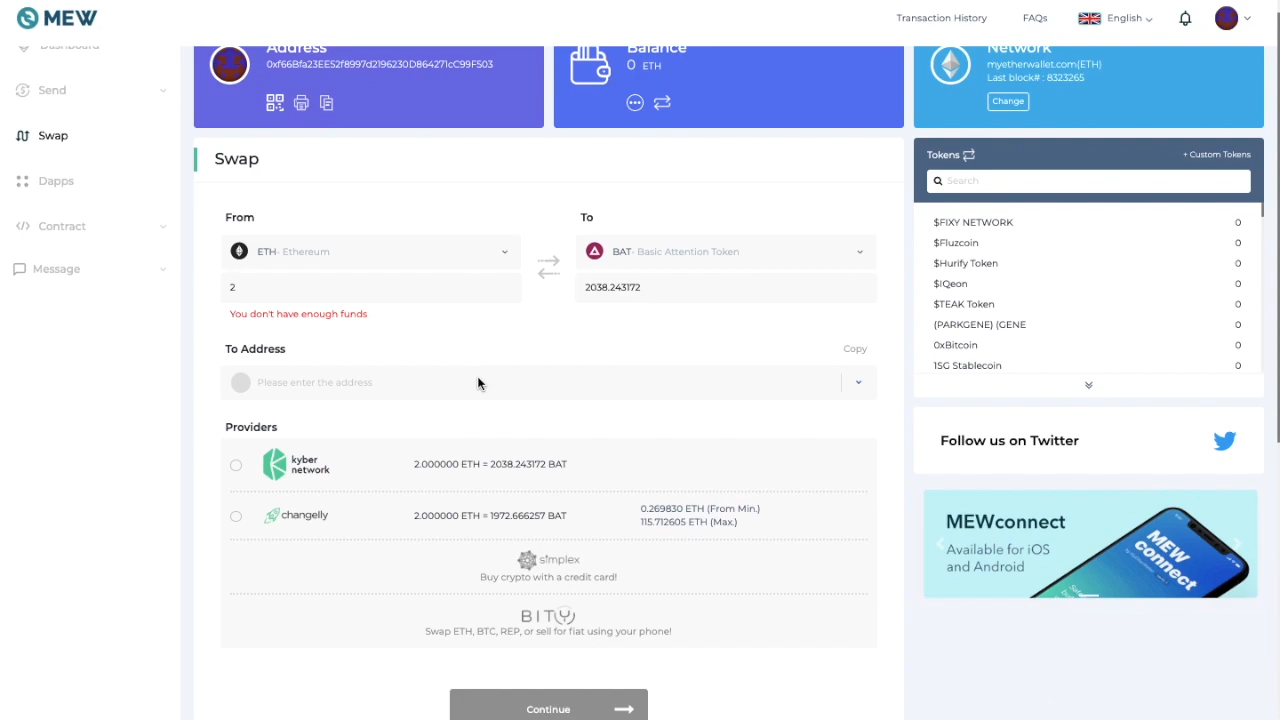 MEW
Transaction History
FAQs
English
Dashboard
Send
Swap
Dapps
Contract
Message
Address
0xf66Bfa23EE52f8997d2196230D864271cC99F503
Balance
0 ETH
Network
myetherwallet.com(ETH)
Last block# : 8323265
Change
Swap
From
To
ETH- Ethereum
BAT- Basic Attention Token
2
2038.243172
You don't have enough funds
To Address
Copy
Please enter the address
Providers
kyber
network
2.000000 ETH = 2038.243172 BAT
changelly
2.000000 ETH = 1972.666257 BAT
0.269830 ETH (From Min.)
115.712605 ETH (Max.)
simplex
Buy crypto with a credit card!
BITY
Swap ETH, BTC, REP, or sell for fiat using your phone!
Continue
Tokens
+ Custom Tokens
Search
$FIXY NETWORK 0
$Fluzcoin 0
$Hurify Token 0
$IQeon 0
$TEAK Token 0
(PARKGENE) (GENE 0
0xBitcoin 0
1SG Stablecoin 0
Follow us on Twitter
MEWconnect
Available for iOS
and Android
MEW
connect